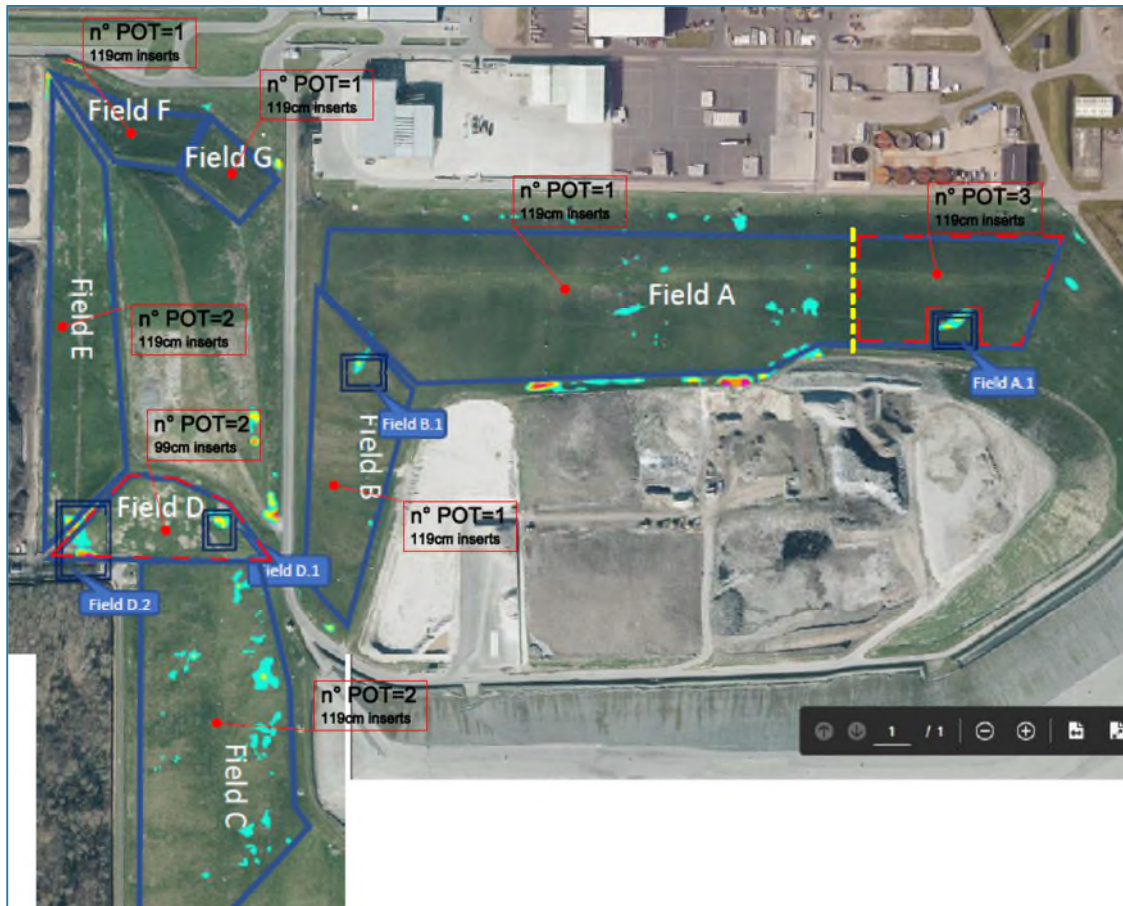 n° POT=1
119cm inserts
Field F
n° POT=1
119cm inserts
Field G
n° POT=1
119cm inserts
n° POT=3
119cm inserts
Field A
Field E
n° POT=2
119cm inserts
Field A.1
n° POT=2
99cm inserts
Field B.1
Field B
Field D
n° POT=1
119cm inserts
Field D.1
Field D.2
n° POT=2
119cm inserts
Field C
1 / 1